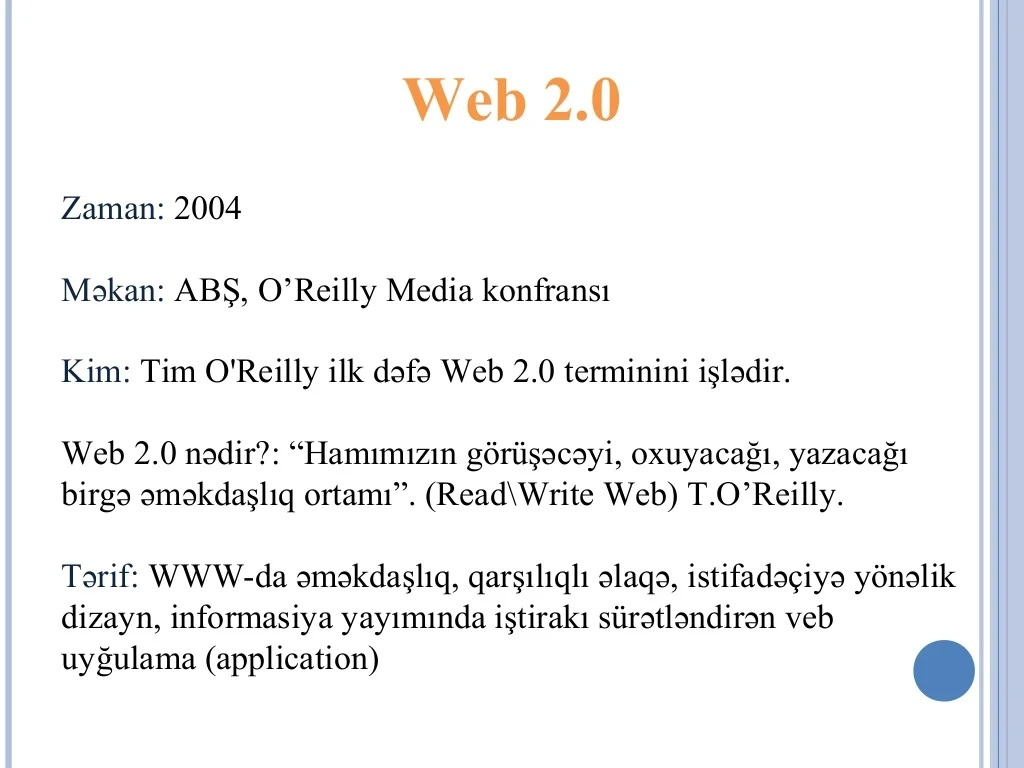 Web 2.0
Zaman: 2004
Məkan: ABŞ, O’Reilly Media konfransı
Kim: Tim O'Reilly ilk dəfə Web 2.0 terminini işlədir.
Web 2.0 nədir?: “Hamımızın görüşəcəyi, oxuyacağı, yazacağı
birgə əməkdaşlıq ortamı”. (Read\Write Web) T.O’Reilly.
Tərif: WWW-da əməkdaşlıq, qarşılıqlı əlaqə, istifadəçiyə yönəlik
dizayn, informasiya yayımında iştirakı sürətləndirən veb
uyğulama (application)